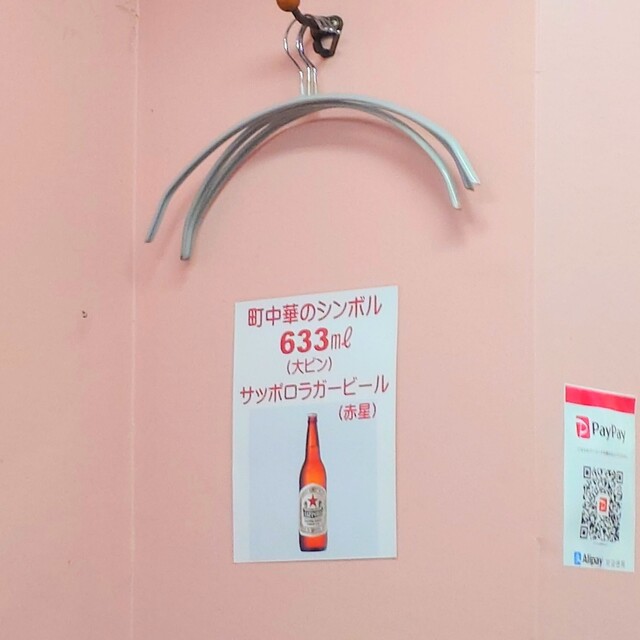 町中華のシンボル
633ml
(大ビン)
サッポロラガービール
(赤星)
PayPay
Alipay